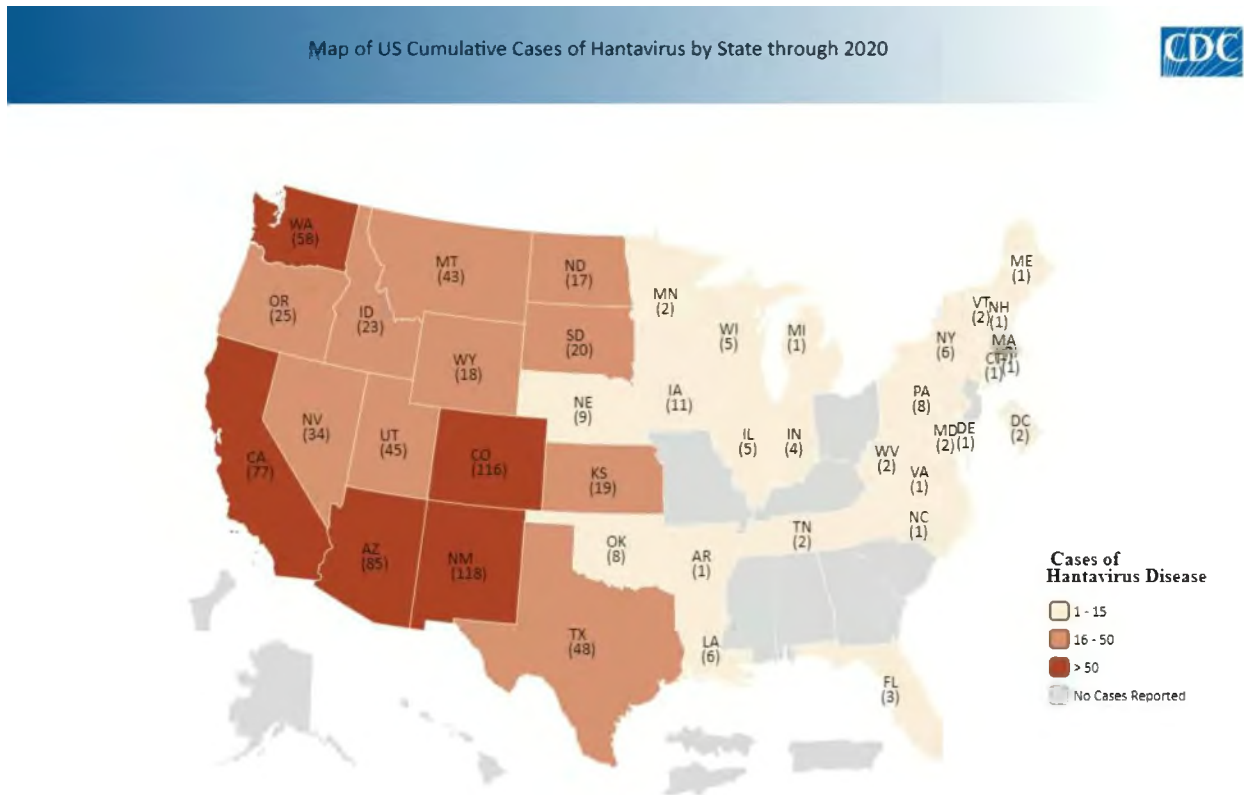 Map of US Cumulative Cases of Hantavirus by State through 2020
CDC
WA
(58)
MT
(43)
ND
(17)
OR
(25)
ID
(23)
SD
(20)
WY
(18)
MN
(2)
WI
(5)
MI
(1)
ME
(1)
VT
(2)
NH
(1)
NY
(6)
MA
CT
(1)
(1)
NE
(9)
IA
(11)
PA
(8)
NV
(34)
UT
(45)
CO
(116)
KS
(19)
IL
(5)
IN
(4)
WV
(2)
MD
(2)
DE
(1)
DC
(2)
CA
(77)
VA
(1)
NC
(1)
AZ
(85)
NM
(118)
OK
(8)
AR
(1)
TN
(2)
TX
(48)
LA
(6)
FL
(3)
Cases of
Hantavirus Disease
1 - 15
16 - 50
> 50
No Cases Reported